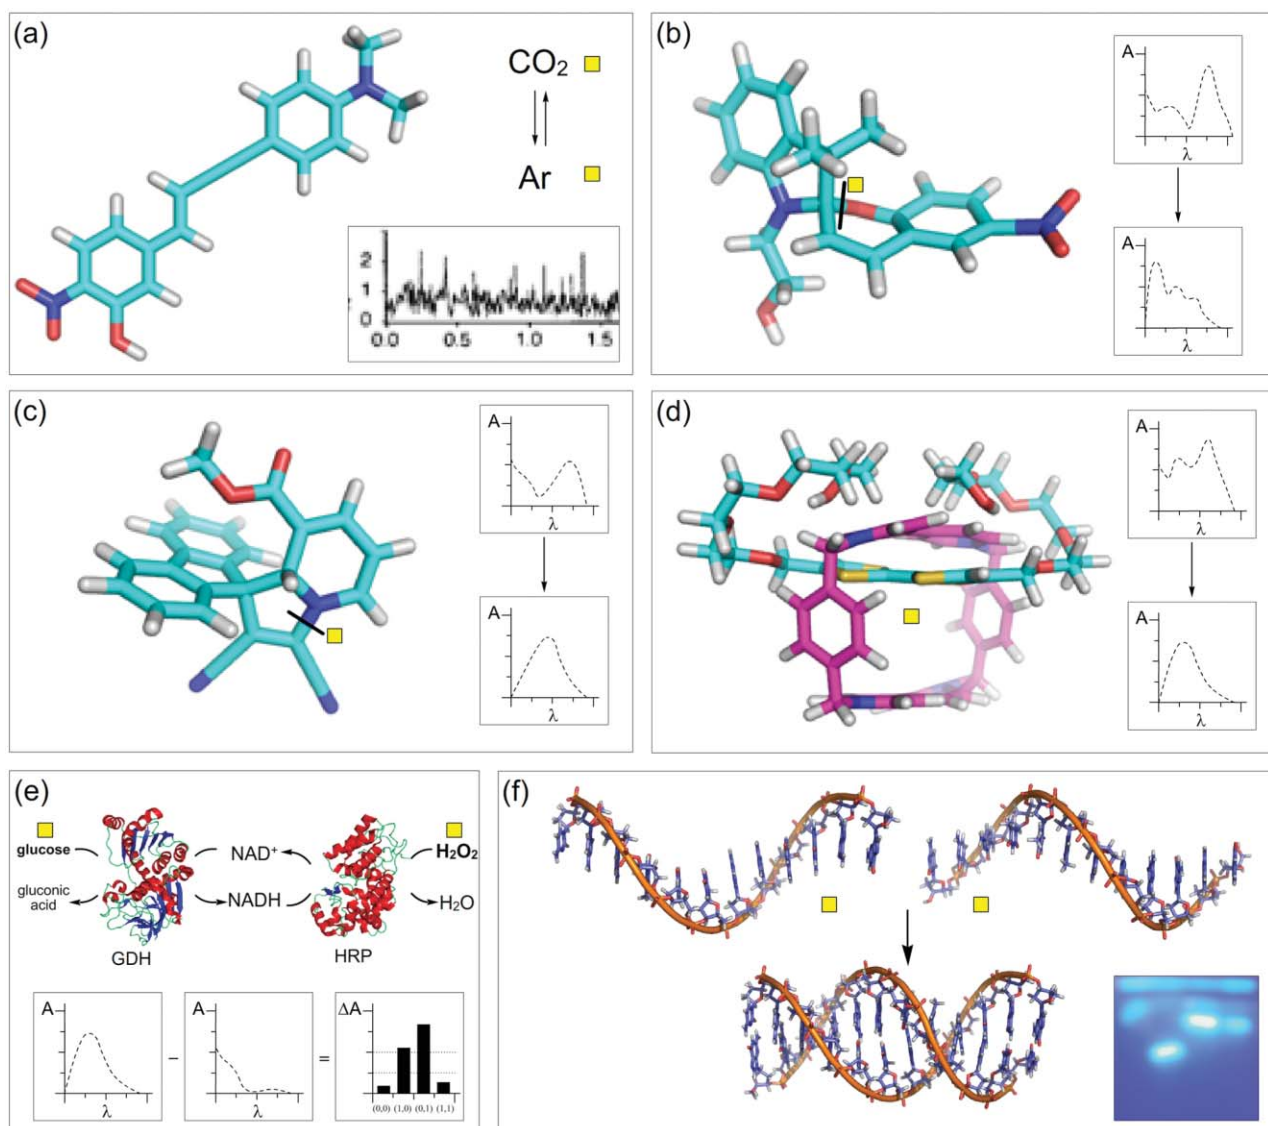 (a)
CO₂
Ar
2
1
0
0.0 0.5 1.0 1.5
(b)
A
λ
A
λ
(c)
A
λ
A
λ
(d)
A
λ
A
λ
(e)
glucose
NAD⁺
H₂O₂
gluconic
acid
NADH
H₂O
GDH
HRP
A
λ
–
A
λ
=
ΔA
(0,0) (1,0) (0,1) (1,1)
(f)